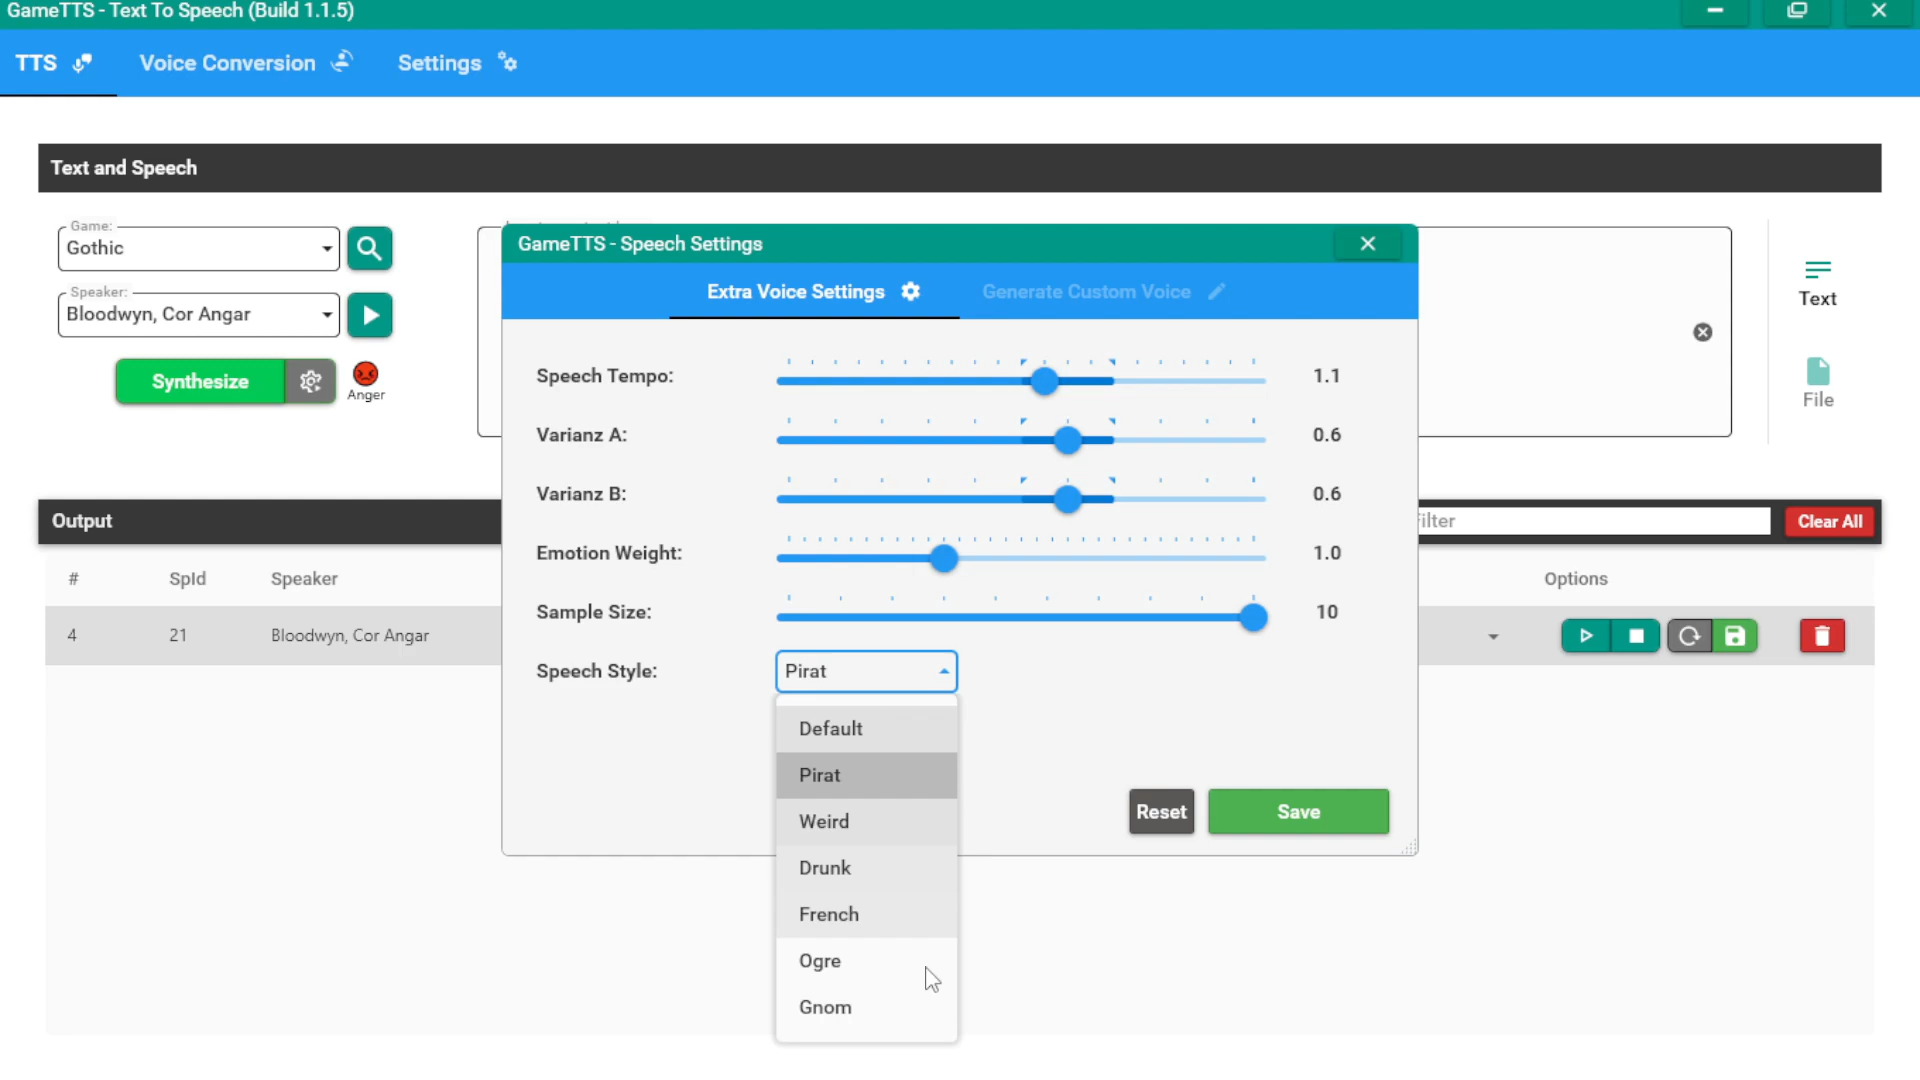 GameTTS - Text To Speech (Build 1.1.5)
TTS
Voice Conversion
Settings
Text and Speech
Game:
Gothic
Speaker:
Bloodwyn, Cor Angar
Synthesize
Anger
Text
File
GameTTS - Speech Settings
Extra Voice Settings
Generate Custom Voice
Speech Tempo: 1.1
Varianz A: 0.6
Varianz B: 0.6
Emotion Weight: 1.0
Sample Size: 10
Speech Style: Pirat
Default
Pirat
Weird
Drunk
French
Ogre
Gnom
Reset
Save
Output
ilter
Clear All
# SpId Speaker Options
4 21 Bloodwyn, Cor Angar